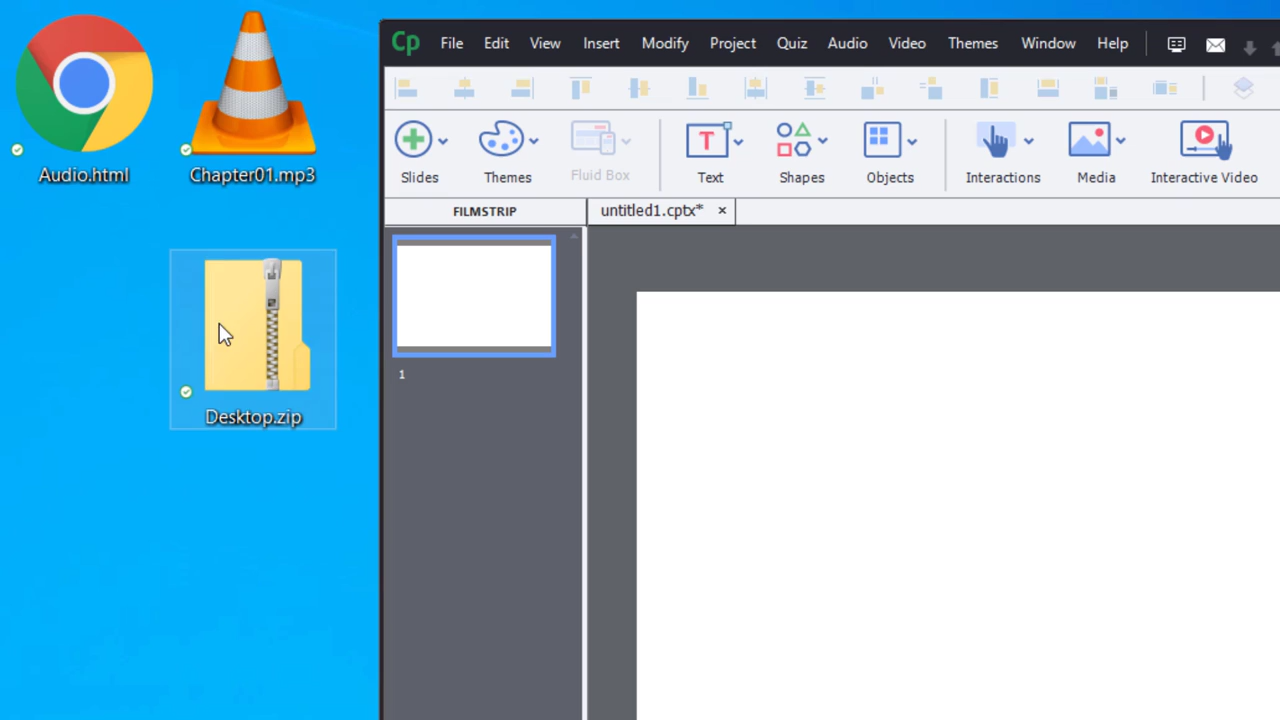 Audio.html
Chapter01.mp3
Desktop.zip
Cp File Edit View Insert Modify Project Quiz Audio Video Themes Window Help
Slides Themes Fluid Box Text Shapes Objects Interactions Media Interactive Video
FILMSTRIP untitled1.cptx* ×
1